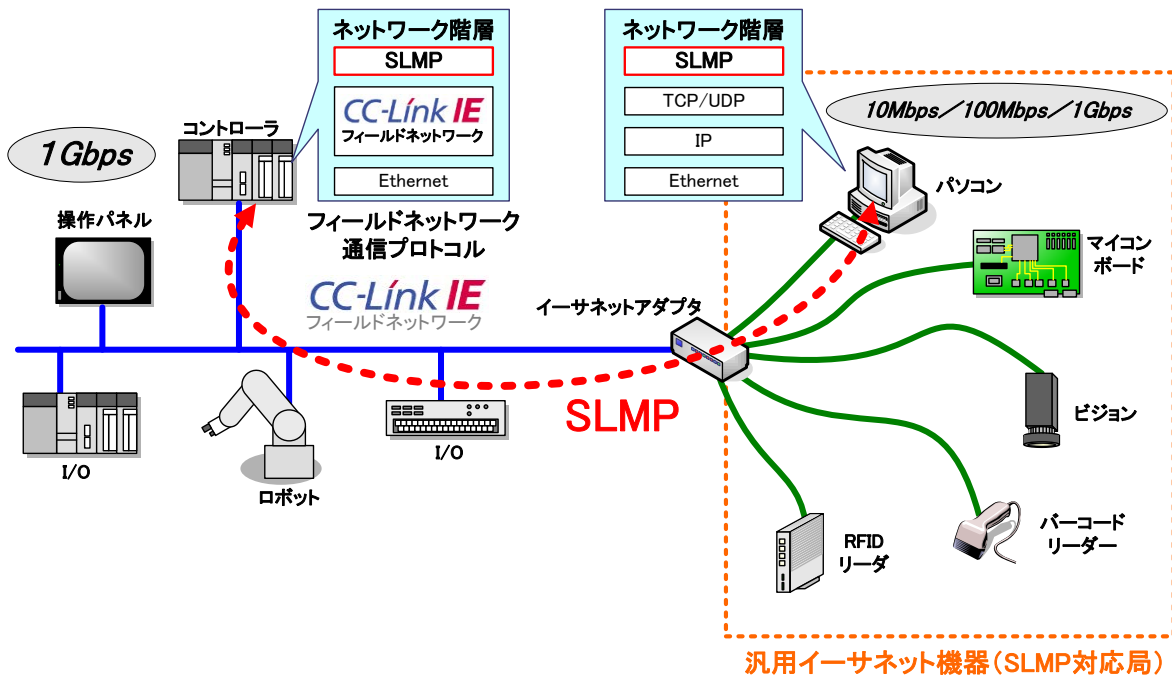 ネットワーク階層
SLMP
CC-Link IE
フィールドネットワーク
Ethernet
ネットワーク階層
SLMP
TCP/UDP
IP
Ethernet
10Mbps／100Mbps／1Gbps
1Gbps
コントローラ
パソコン
操作パネル
フィールドネットワーク
通信プロトコル
マイコン
ボード
CC-Link IE
フィールドネットワーク
イーサネットアダプタ
SLMP
ビジョン
I/O
ロボット
I/O
RFID
リーダ
バーコード
リーダー
汎用イーサネット機器（SLMP対応局）